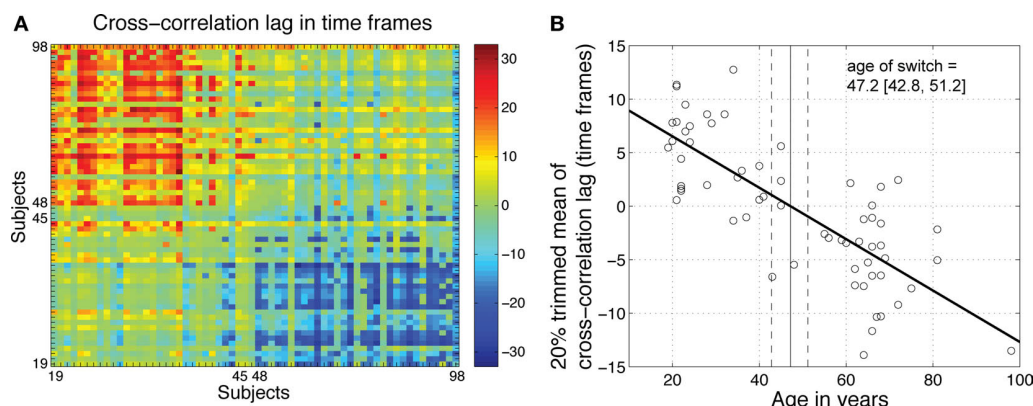 A
Cross−correlation lag in time frames
98
48
45
19
Subjects
19
45 48
98
Subjects
30
20
10
0
−10
−20
−30
B
20% trimmed mean of
cross−correlation lag (time frames)
15
10
5
0
−5
−10
−15
age of switch =
47.2 [42.8, 51.2]
20
40
60
80
100
Age in years